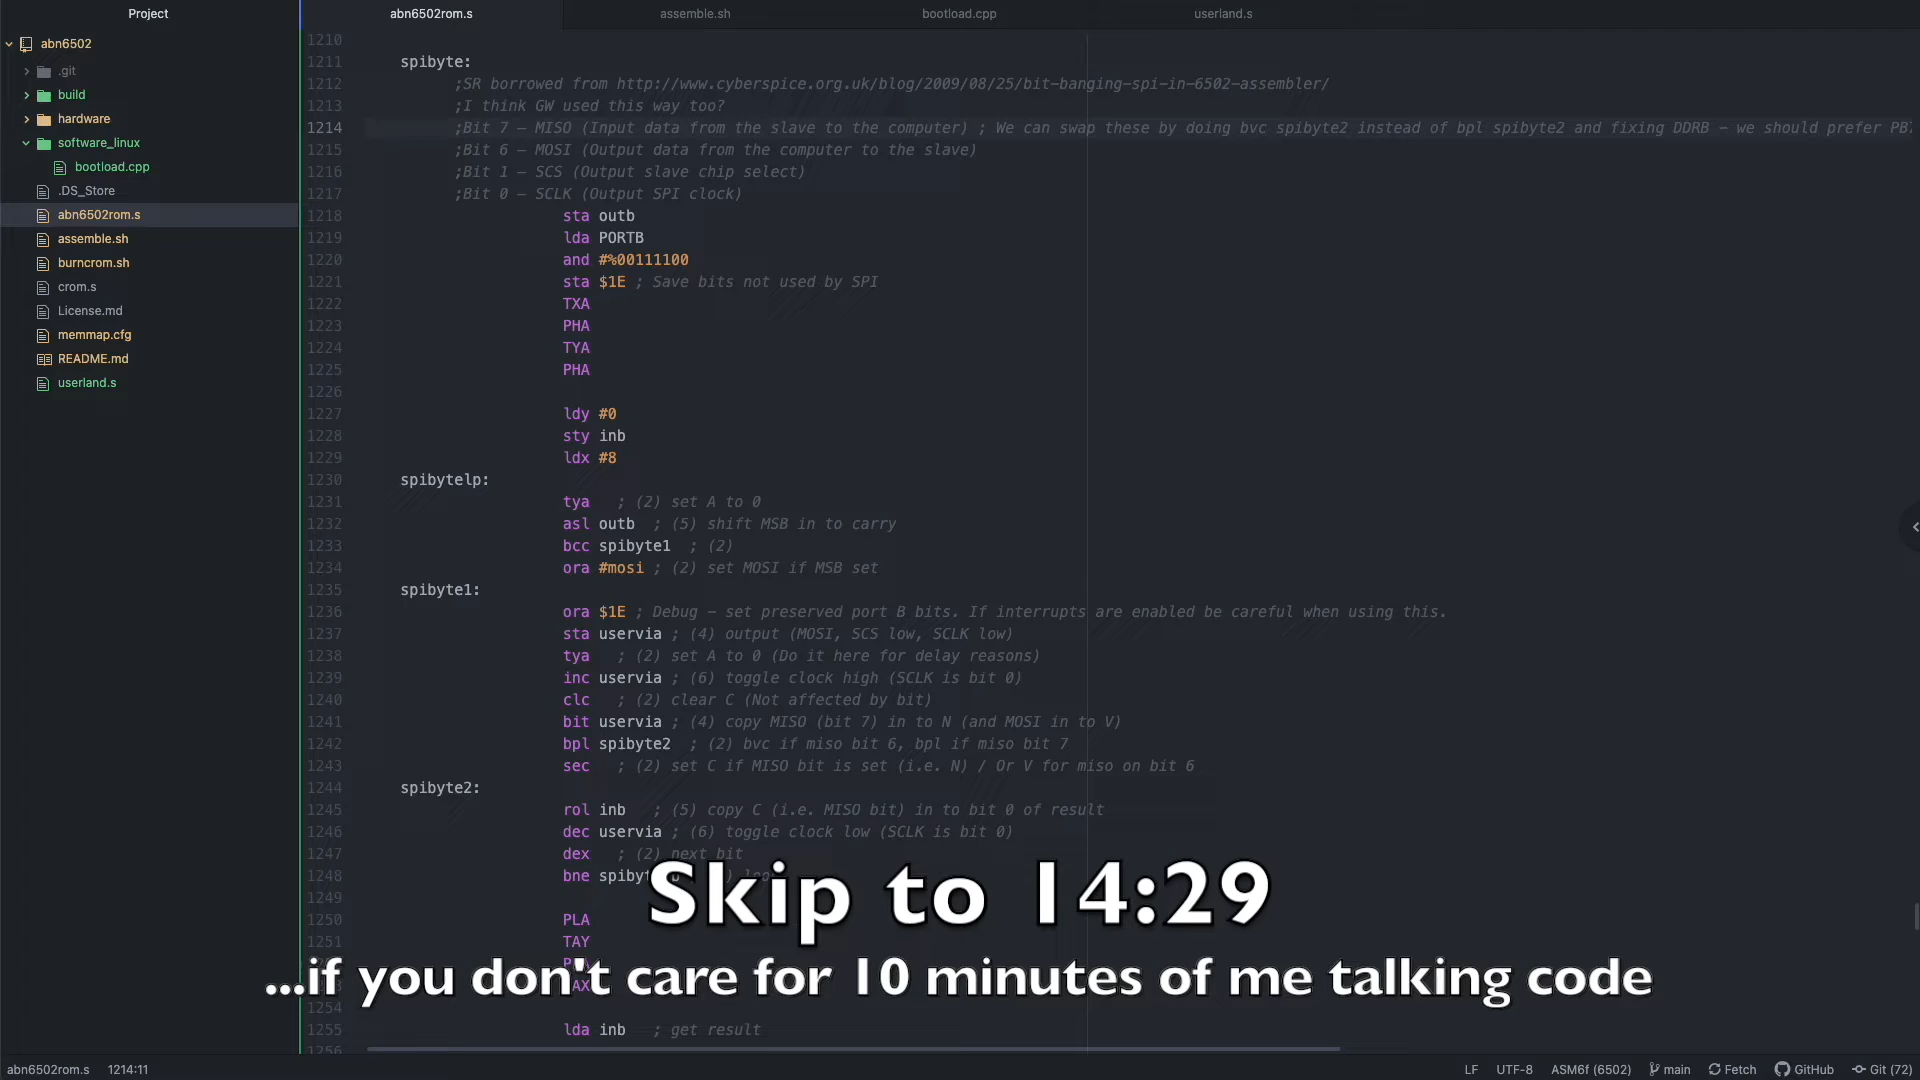 Project
abn6502rom.s
assemble.sh
bootload.cpp
userland.s
abn6502
.git
build
hardware
software_linux
bootload.cpp
.DS_Store
abn6502rom.s
assemble.sh
burncrom.sh
crom.s
License.md
memmap.cfg
README.md
userland.s
1210
1211 spibyte:
1212 ;SR borrowed from http://www.cyberspice.org.uk/blog/2009/08/25/bit-banging-spi-in-6502-assembler/
1213 ;I think GW used this way too?
1214 ;Bit 7 – MISO (Input data from the slave to the computer) ; We can swap these by doing bvc spibyte2 instead of bpl spibyte2 and fixing DDRB – we should prefer PB7
1215 ;Bit 6 – MOSI (Output data from the computer to the slave)
1216 ;Bit 1 – SCS (Output slave chip select)
1217 ;Bit 0 – SCLK (Output SPI clock)
1218 sta outb
1219 lda PORTB
1220 and #%00111100
1221 sta $1E ; Save bits not used by SPI
1222 TXA
1223 PHA
1224 TYA
1225 PHA
1226
1227 ldy #0
1228 sty inb
1229 ldx #8
1230 spibytelp:
1231 tya ; (2) set A to 0
1232 asl outb ; (5) shift MSB in to carry
1233 bcc spibyte1 ; (2)
1234 ora #mosi ; (2) set MOSI if MSB set
1235 spibyte1:
1236 ora $1E ; Debug – set preserved port B bits. If interrupts are enabled be careful when using this.
1237 sta uservia ; (4) output (MOSI, SCS low, SCLK low)
1238 tya ; (2) set A to 0 (Do it here for delay reasons)
1239 inc uservia ; (6) toggle clock high (SCLK is bit 0)
1240 clc ; (2) clear C (Not affected by bit)
1241 bit uservia ; (4) copy MISO (bit 7) in to N (and MOSI in to V)
1242 bpl spibyte2 ; (2) bvc if miso bit 6, bpl if miso bit 7
1243 sec ; (2) set C if MISO bit is set (i.e. N) / Or V for miso on bit 6
1244 spibyte2:
1245 rol inb ; (5) copy C (i.e. MISO bit) in to bit 0 of result
1246 dec uservia ; (6) toggle clock low (SCLK is bit 0)
1247 dex ; (2) next bit
1248 bne
1249
1250 PLA
1251 TAY
1254
1255 lda inb ; get result
1256
Skip to 14:29
...if you don't care for 10 minutes of me talking code
abn6502rom.s 1214:11
LF UTF-8 ASM6f (6502) main Fetch GitHub Git (72)